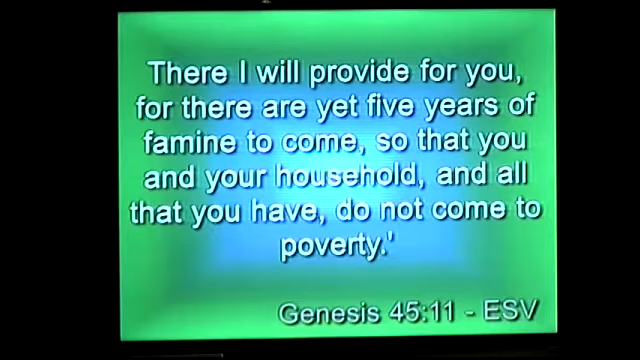 There I will provide for you,
for there are yet five years of
famine to come, so that you
and your household, and all
that you have, do not come to
poverty.'
Genesis 45:11 - ESV